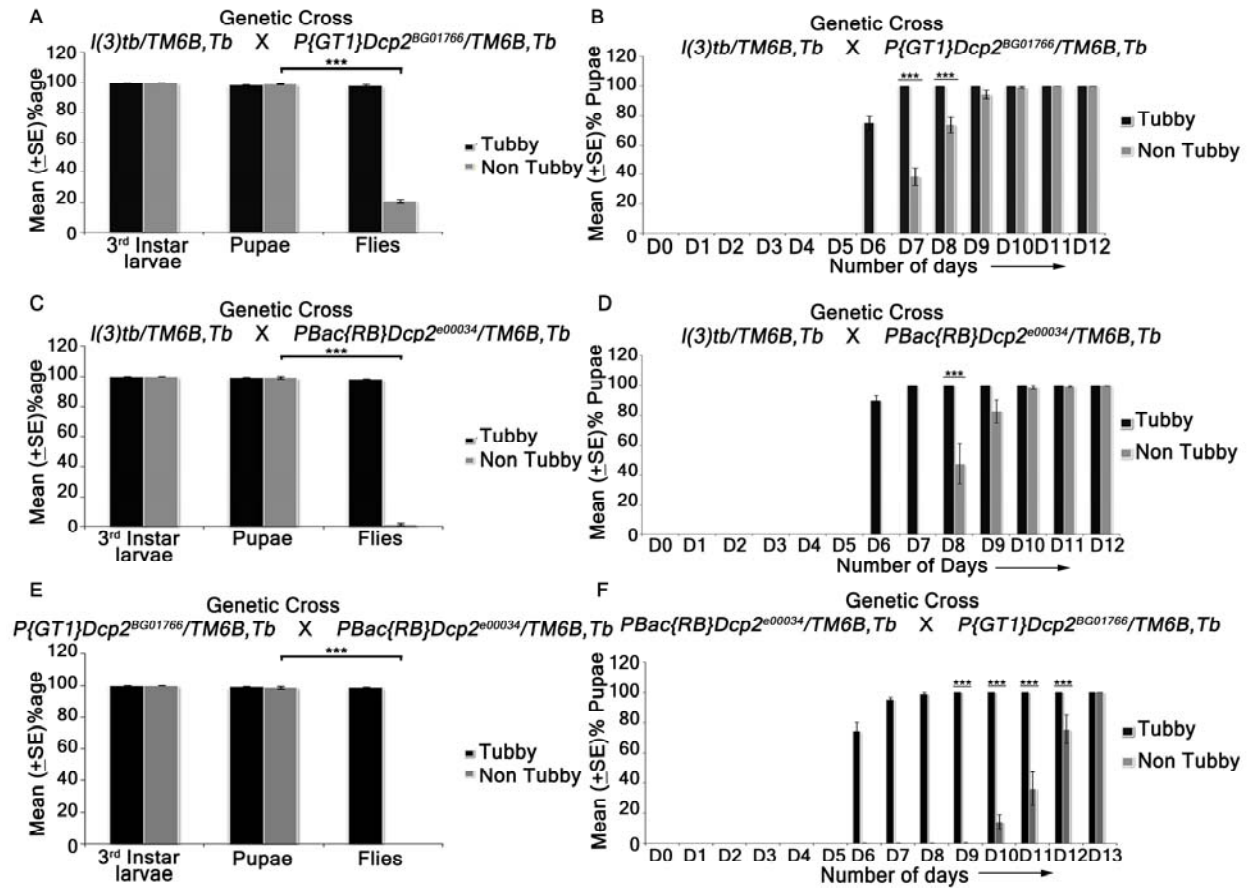 A
Genetic Cross
l(3)tb/TM6B,Tb X P{GT1}Dcp2BG01766/TM6B,Tb
***
120
100
80
60
40
20
0
Mean (±SE)%age
3rd Instar larvae
Pupae
Flies
Tubby
Non Tubby
B
Genetic Cross
l(3)tb/TM6B,Tb X P{GT1}Dcp2BG01766/TM6B,Tb
*** ***
120
100
80
60
40
20
0
Mean (±SE)% Pupae
D0 D1 D2 D3 D4 D5 D6 D7 D8 D9 D10 D11 D12
Number of days
Tubby
Non Tubby
C
Genetic Cross
l(3)tb/TM6B,Tb X PBac{RB}Dcp2e00034/TM6B,Tb
***
120
100
80
60
40
20
0
Mean (±SE)%age
3rd Instar larvae
Pupae
Flies
Tubby
Non Tubby
D
Genetic Cross
l(3)tb/TM6B,Tb X PBac{RB}Dcp2e00034/TM6B,Tb
***
120
100
80
60
40
20
0
Mean (±SE)% Pupae
D0 D1 D2 D3 D4 D5 D6 D7 D8 D9 D10 D11 D12
Number of Days
Tubby
Non Tubby
E
Genetic Cross
P{GT1}Dcp2BG01766/TM6B,Tb X PBac{RB}Dcp2e00034/TM6B,Tb
***
120
100
80
60
40
20
0
Mean (±SE)%age
3rd Instar larvae
Pupae
Flies
Tubby
Non Tubby
F
Genetic Cross
PBac{RB}Dcp2e00034/TM6B,Tb X P{GT1}Dcp2BG01766/TM6B,Tb
*** *** *** ***
120
100
80
60
40
20
0
Mean (±SE)% Pupae
D0 D1 D2 D3 D4 D5 D6 D7 D8 D9 D10 D11 D12 D13
Number of days
Tubby
Non Tubby